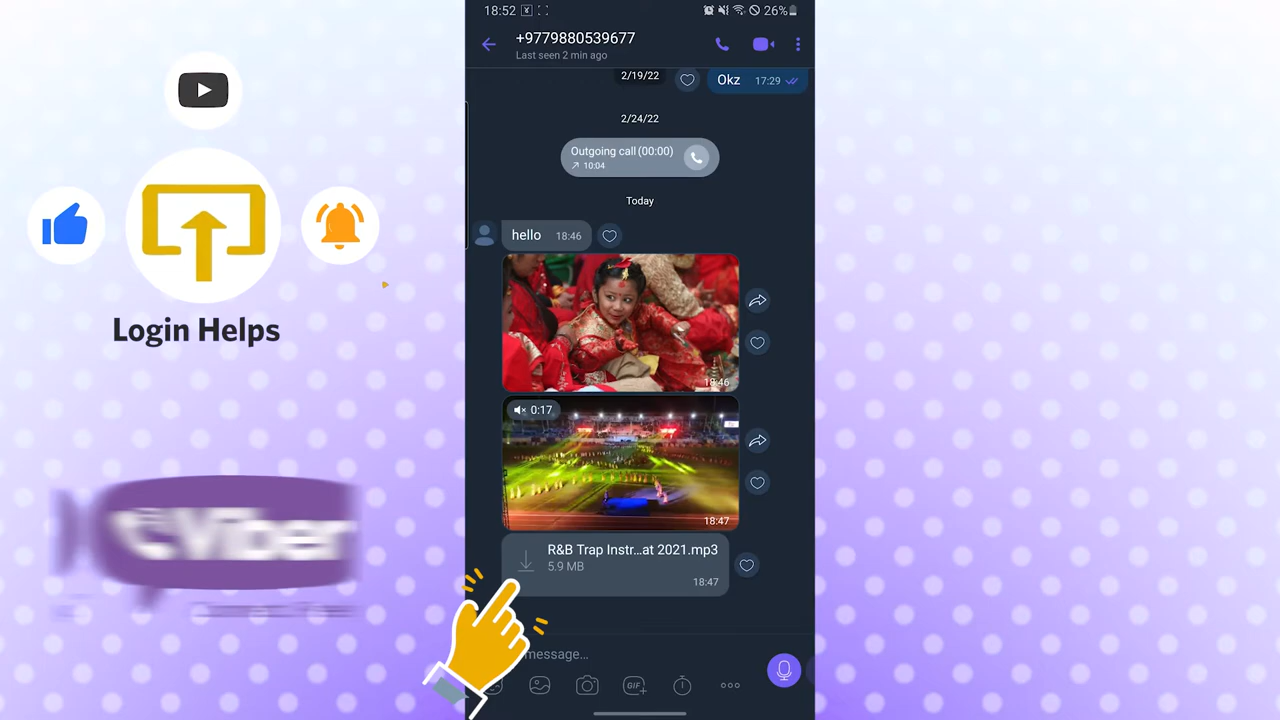 18:52
26%
+9779880539677
Last seen 2 min ago
2/19/22
Okz 17:29
2/24/22
Outgoing call (00:00)
10:04
Today
hello 18:46
18:46
0:17
18:47
R&B Trap Instr...at 2021.mp3
5.9 MB
18:47
message...
GIF
Login Helps
Viber